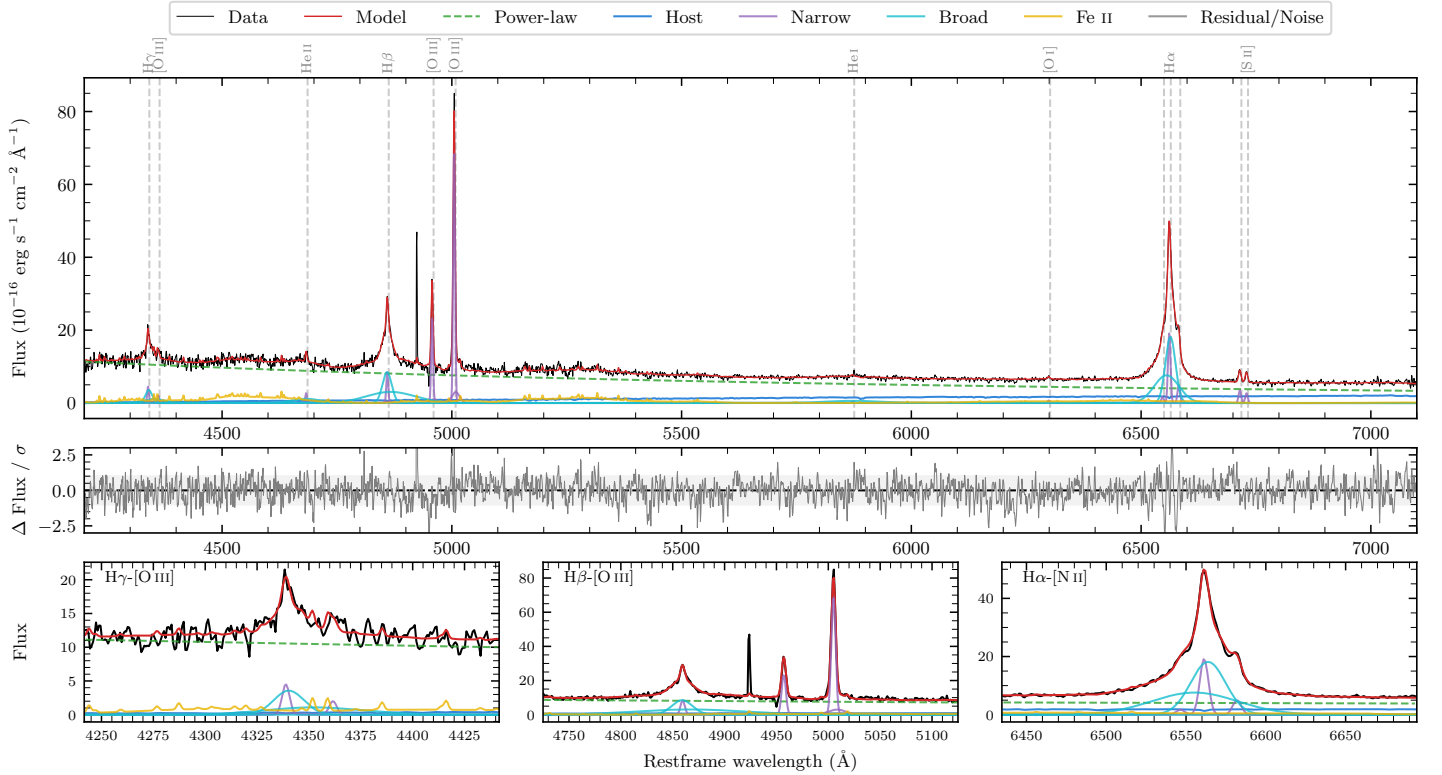 Data Model Power-law Host Narrow Broad Fe II Residual/Noise
Hγ [O III] He II Hβ [O III] [O III] He I [O I] Hα [S II]
Flux (10⁻¹⁶ erg s⁻¹ cm⁻² Å⁻¹)
80
60
40
20
0
4500 5000 5500 6000 6500 7000
Δ Flux / σ
2.5
0.0
−2.5
4500 5000 5500 6000 6500 7000
Hγ-[O III]
Flux
20
15
10
5
0
4250 4275 4300 4325 4350 4375 4400 4425
Hβ-[O III]
80
60
40
20
0
4750 4800 4850 4900 4950 5000 5050 5100
Hα-[N II]
40
20
0
6450 6500 6550 6600 6650
Restframe wavelength (Å)